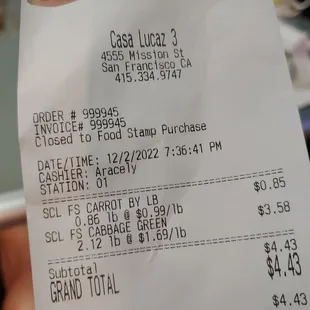 Casa Lucaz 3
4555 Mission St
San Francisco CA
415.334.9747
ORDER # 999945
INVOICE# 999945
Closed to Food Stamp Purchase
DATE/TIME: 12/2/2022 7:36:41 PM
CASHIER: Aracely
STATION: 01
SCL FS CARROT BY LB $0.85
0.86 lb @ $0.99/lb
SCL FS CABBAGE GREEN $3.58
2.12 lb @ $1.69/lb
Subtotal $4.43
GRAND TOTAL $4.43
$4.43